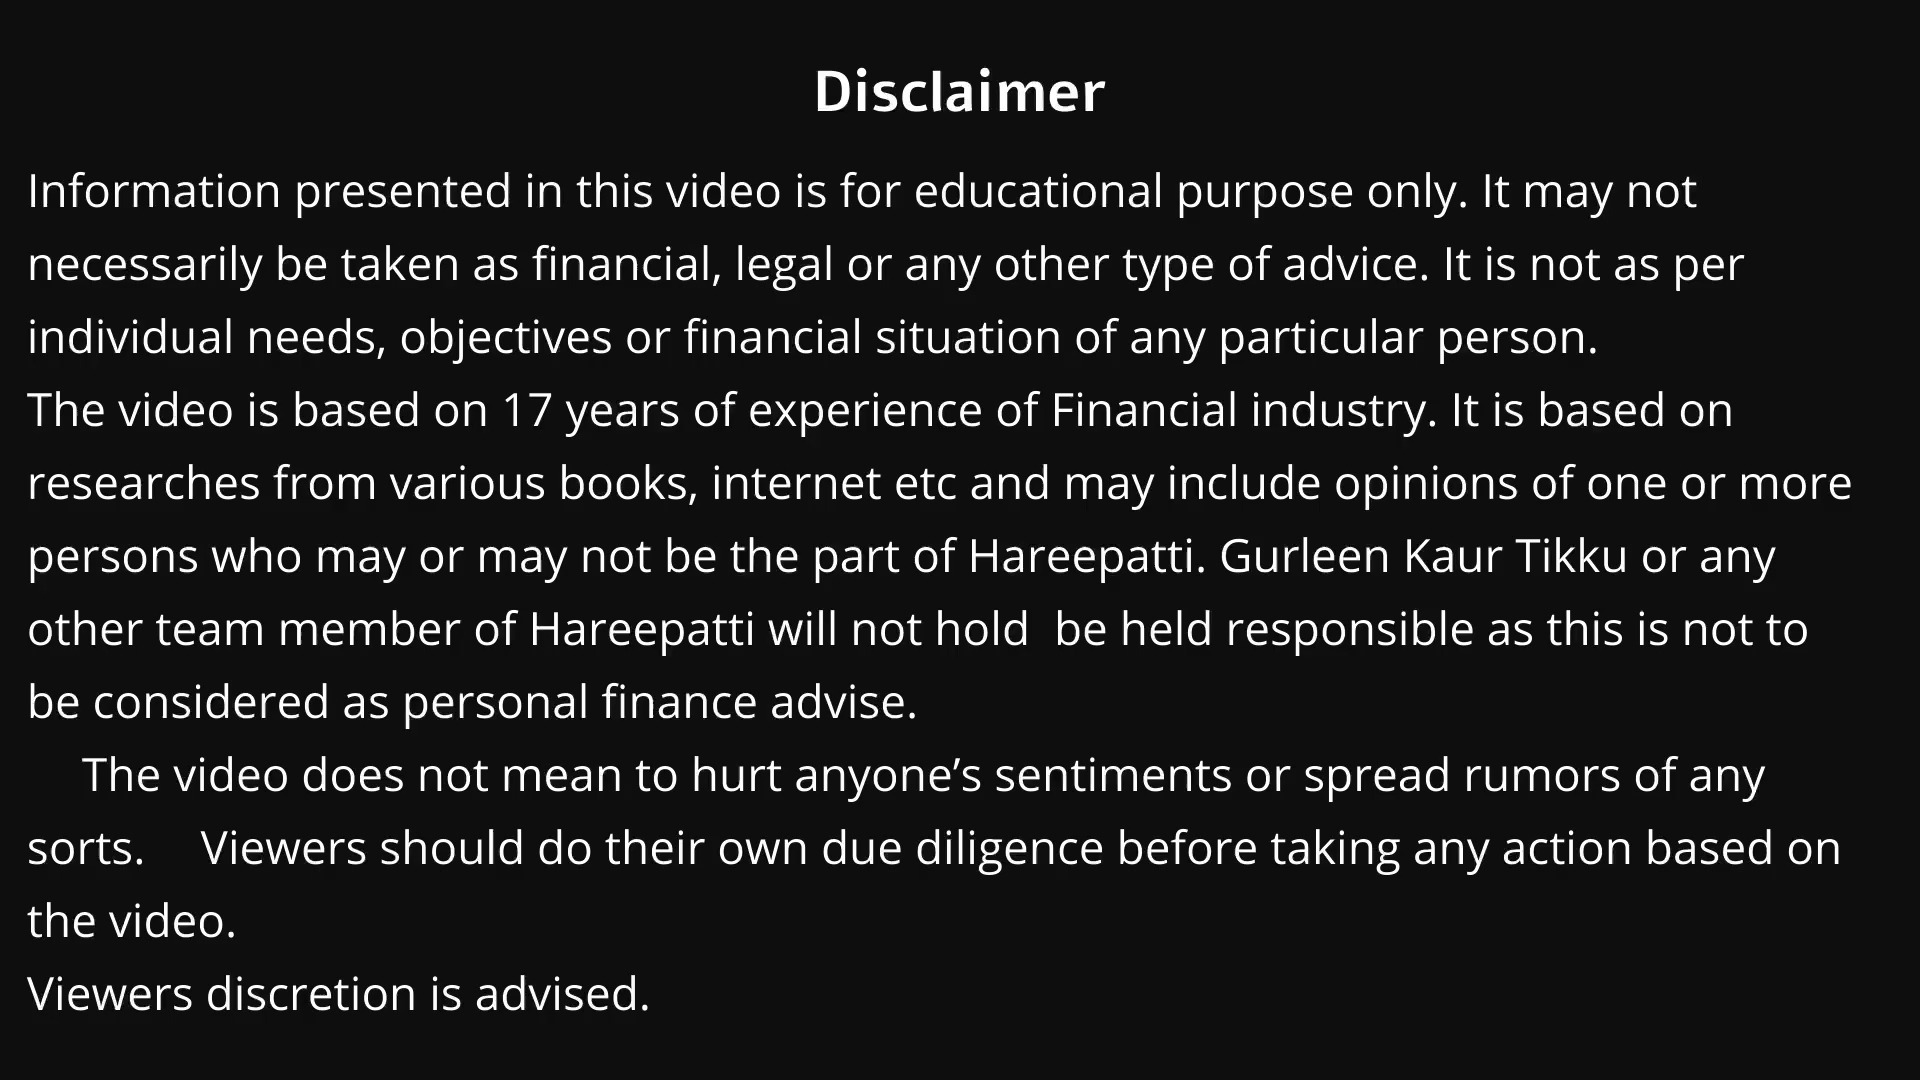 Disclaimer
Information presented in this video is for educational purpose only. It may not
necessarily be taken as financial, legal or any other type of advice. It is not as per
individual needs, objectives or financial situation of any particular person.
The video is based on 17 years of experience of Financial industry. It is based on
researches from various books, internet etc and may include opinions of one or more
persons who may or may not be the part of Hareepatti. Gurleen Kaur Tikku or any
other team member of Hareepatti will not hold  be held responsible as this is not to
be considered as personal finance advise.
The video does not mean to hurt anyone’s sentiments or spread rumors of any
sorts.    Viewers should do their own due diligence before taking any action based on
the video.
Viewers discretion is advised.